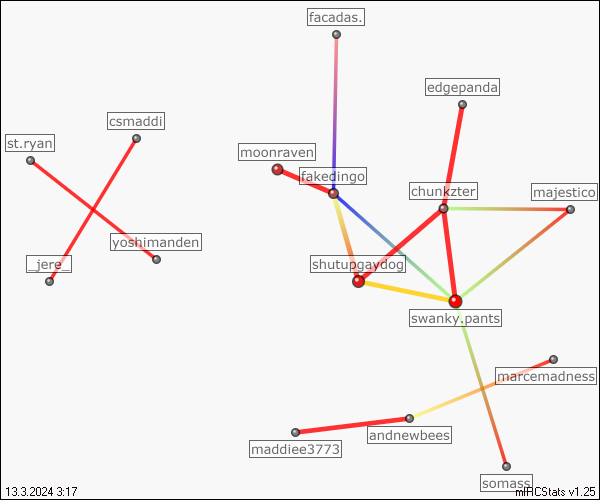 facadas.
edgepanda
csmaddi
st.ryan
moonraven
fakedingo
chunkzter
majestico
yoshimanden
_jere_
shutupgaydog
swanky.pants
marcemadness
andnewbees
maddiee3773
somass
13.3.2024 3:17
mIRCStats v1.25